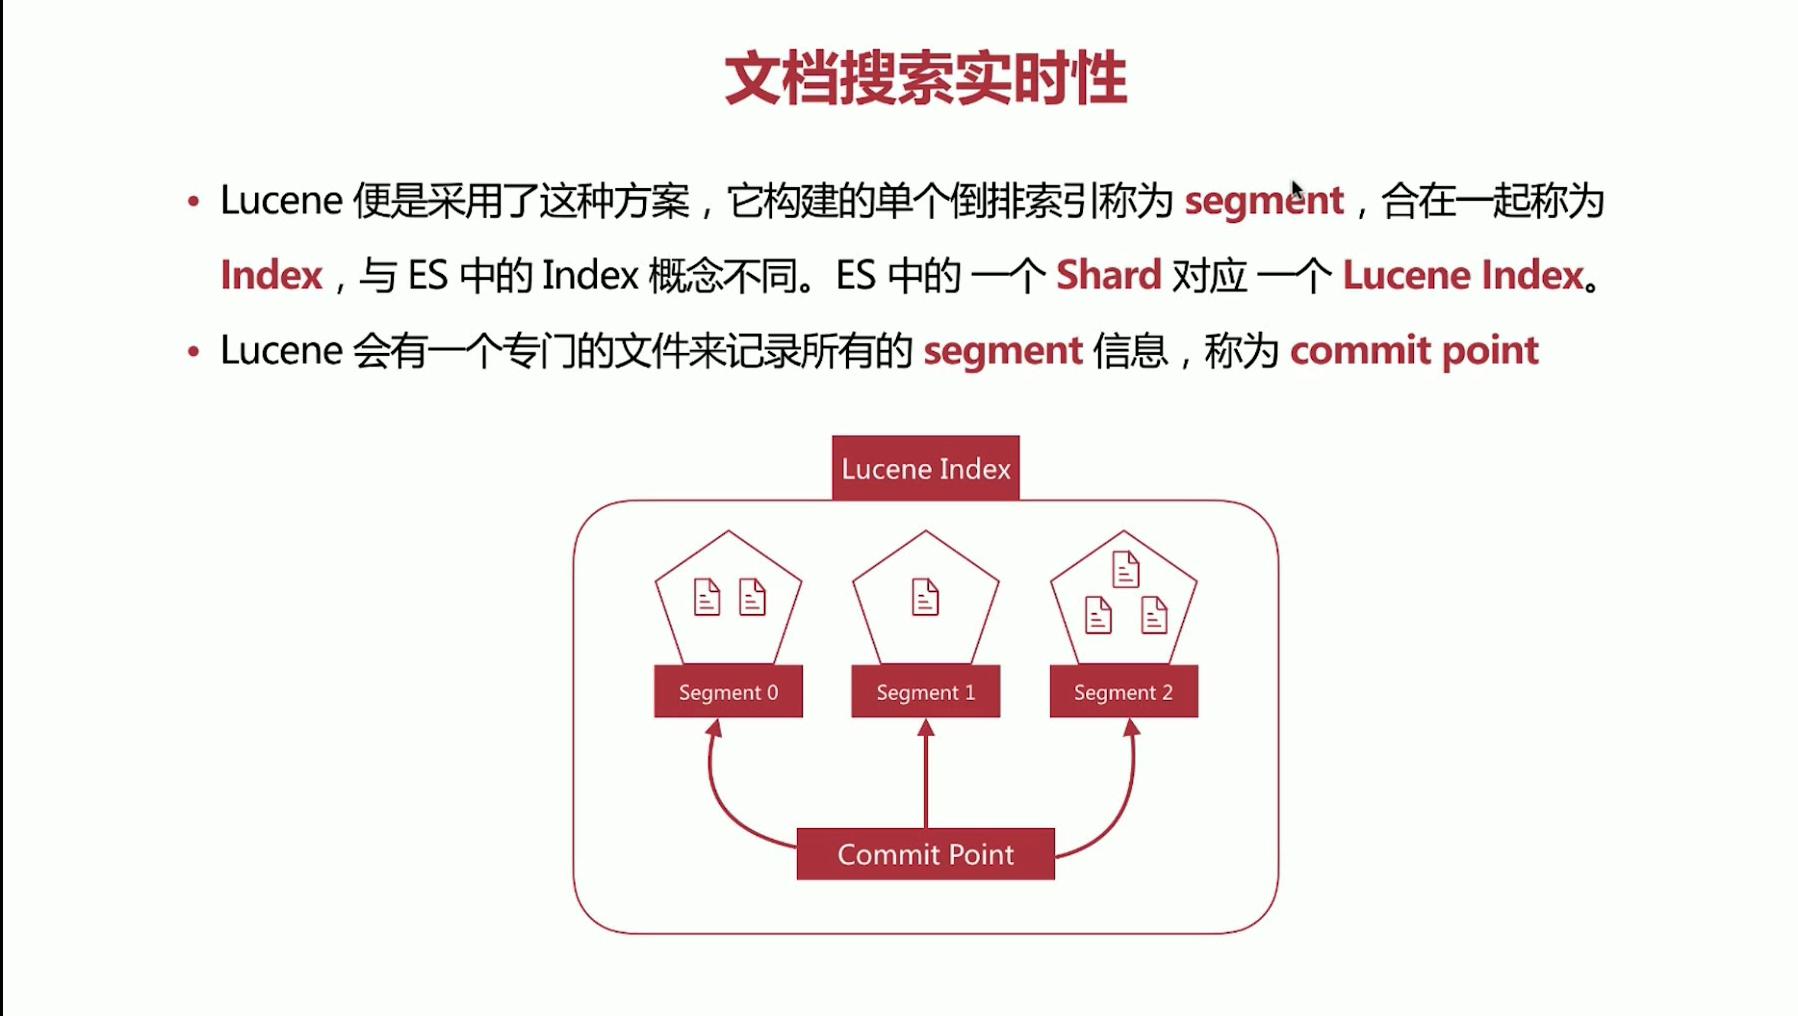 文档搜索实时性
• Lucene 便是采用了这种方案，它构建的单个倒排索引称为 segment，合在一起称为
Index，与 ES 中的 Index 概念不同。ES 中的 一个 Shard 对应 一个 Lucene Index。
• Lucene 会有一个专门的文件来记录所有的 segment 信息，称为 commit point
Lucene Index
Segment 0
Segment 1
Segment 2
Commit Point